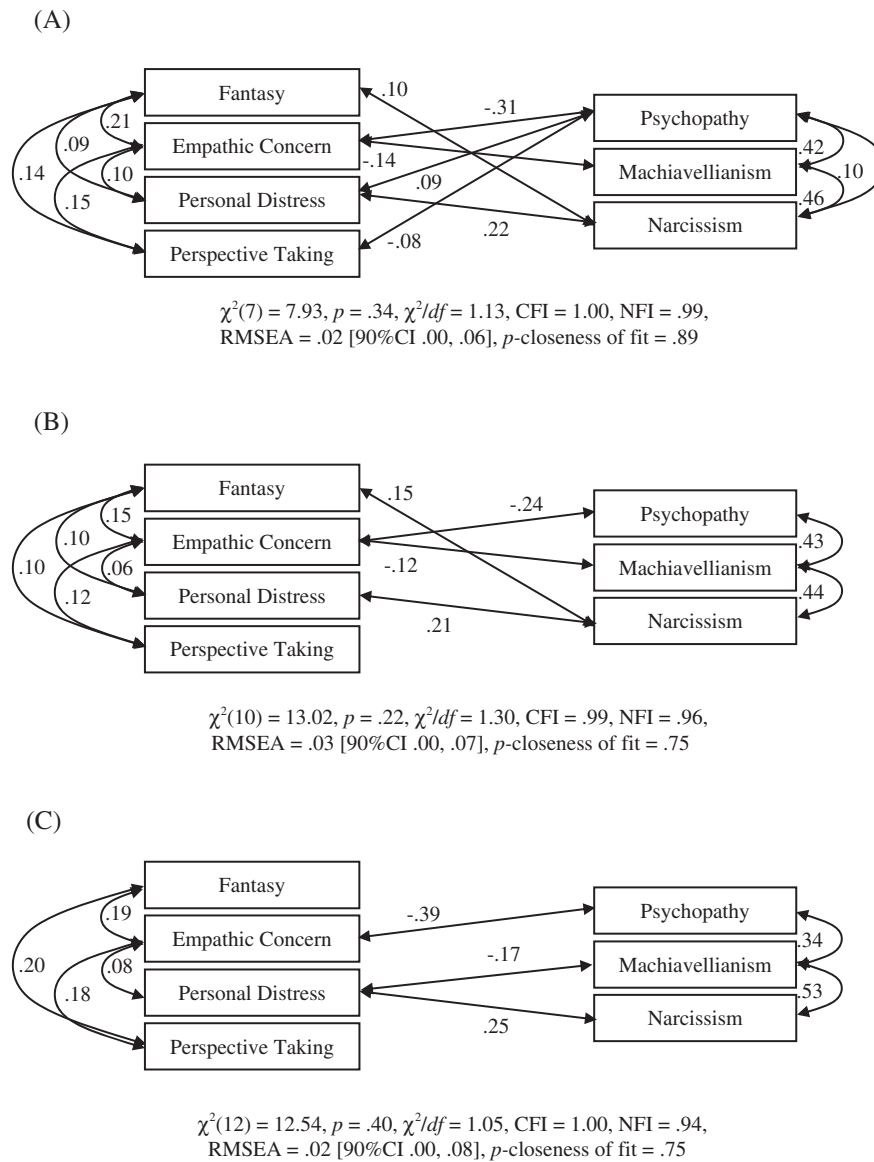 (A)
Fantasy
Empathic Concern
Personal Distress
Perspective Taking
Psychopathy
Machiavellianism
Narcissism
.14
.09
.21
.10
.15
.10
-.31
-.14
.09
.22
-.08
.42
.46
.10
χ²(7) = 7.93, p = .34, χ²/df = 1.13, CFI = 1.00, NFI = .99,
RMSEA = .02 [90%CI .00, .06], p-closeness of fit = .89
(B)
Fantasy
Empathic Concern
Personal Distress
Perspective Taking
Psychopathy
Machiavellianism
Narcissism
.10
.10
.15
.06
.12
.15
-.24
-.12
.21
.43
.44
χ²(10) = 13.02, p = .22, χ²/df = 1.30, CFI = .99, NFI = .96,
RMSEA = .03 [90%CI .00, .07], p-closeness of fit = .75
(C)
Fantasy
Empathic Concern
Personal Distress
Perspective Taking
Psychopathy
Machiavellianism
Narcissism
.20
.19
.08
.18
-.39
-.17
.25
.34
.53
χ²(12) = 12.54, p = .40, χ²/df = 1.05, CFI = 1.00, NFI = .94,
RMSEA = .02 [90%CI .00, .08], p-closeness of fit = .75